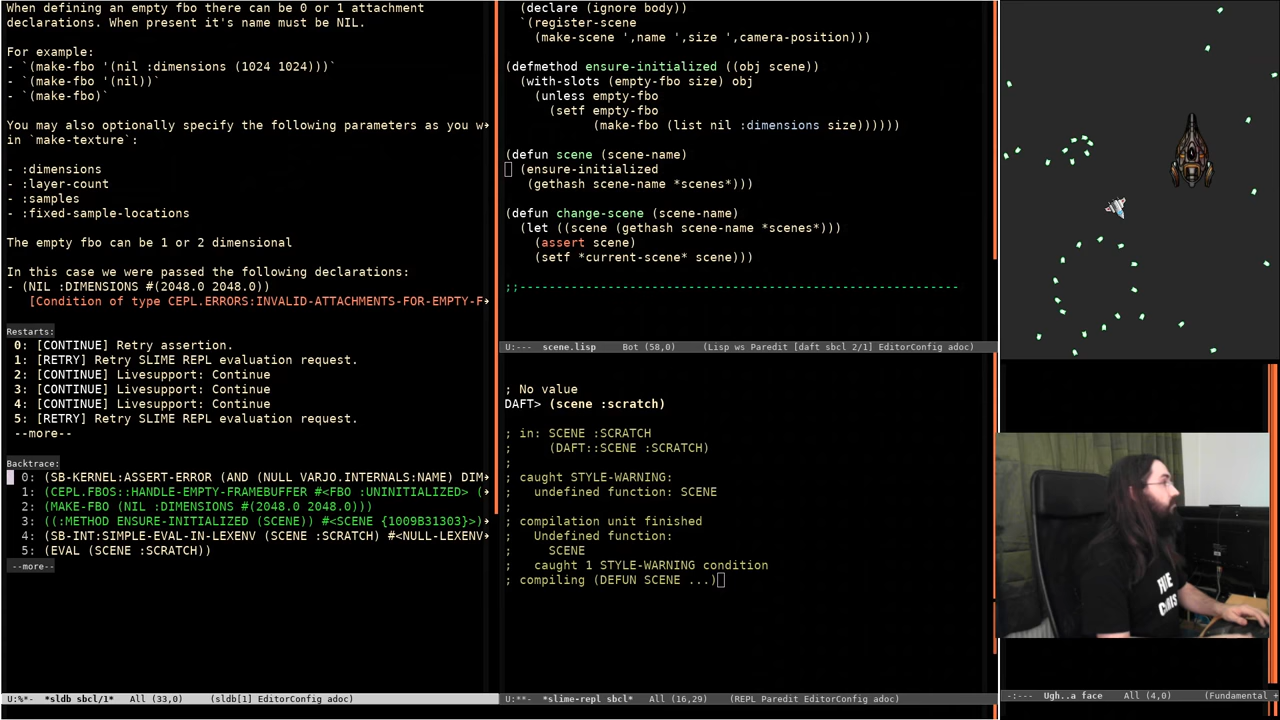 When defining an empty fbo there can be 0 or 1 attachment
declarations. When present it's name must be NIL.
For example:
- `(make-fbo '(nil :dimensions (1024 1024)))`
- `(make-fbo '(nil))`
- `(make-fbo)`
You may also optionally specify the following parameters as you w
in `make-texture`:
- :dimensions
- :layer-count
- :samples
- :fixed-sample-locations
The empty fbo can be 1 or 2 dimensional
In this case we were passed the following declarations:
- (NIL :DIMENSIONS #(2048.0 2048.0))
[Condition of type CEPL.ERRORS:INVALID-ATTACHMENTS-FOR-EMPTY-F
Restarts:
0: [CONTINUE] Retry assertion.
1: [RETRY] Retry SLIME REPL evaluation request.
2: [CONTINUE] Livesupport: Continue
3: [CONTINUE] Livesupport: Continue
4: [CONTINUE] Livesupport: Continue
5: [RETRY] Retry SLIME REPL evaluation request.
--more--
Backtrace:
0: (SB-KERNEL:ASSERT-ERROR (AND (NULL VARJO.INTERNALS:NAME) DIM
1: (CEPL.FBOS::HANDLE-EMPTY-FRAMEBUFFER #<FBO :UNINITIALIZED> (
2: (MAKE-FBO (NIL :DIMENSIONS #(2048.0 2048.0)))
3: ((:METHOD ENSURE-INITIALIZED (SCENE)) #<SCENE {1009B31303}>)
4: (SB-INT:SIMPLE-EVAL-IN-LEXENV (SCENE :SCRATCH) #<NULL-LEXENV
5: (EVAL (SCENE :SCRATCH))
--more--
U:%*- *sldb sbcl/1* All (33,0) (sldb[1] EditorConfig adoc)
(declare (ignore body))
`(register-scene
(make-scene ',name ',size ',camera-position)))
(defmethod ensure-initialized ((obj scene))
(with-slots (empty-fbo size) obj
(unless empty-fbo
(setf empty-fbo
(make-fbo (list nil :dimensions size))))))
(defun scene (scene-name)
(ensure-initialized
(gethash scene-name *scenes*)))
(defun change-scene (scene-name)
(let ((scene (gethash scene-name *scenes*)))
(assert scene)
(setf *current-scene* scene)))
;;------------------------------------------------------------
U:--- scene.lisp Bot (58,0) (Lisp ws Paredit [daft sbcl 2/1] EditorConfig adoc)
; No value
DAFT> (scene :scratch)
; in: SCENE :SCRATCH
; (DAFT::SCENE :SCRATCH)
;
; caught STYLE-WARNING:
; undefined function: SCENE
;
; compilation unit finished
; Undefined function:
; SCENE
; caught 1 STYLE-WARNING condition
; compiling (DEFUN SCENE ...)
U:**- *slime-repl sbcl* All (16,29) (REPL Paredit EditorConfig adoc)
-:--- Ugh..a face All (4,0) (Fundamental +